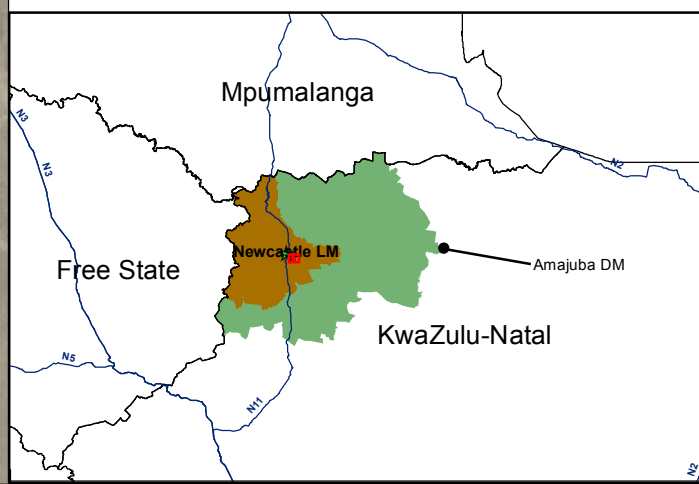 Mpumalanga
N3
N3
N2
Newcastle LM
Free State
Amajuba DM
KwaZulu-Natal
N5
N11
N2